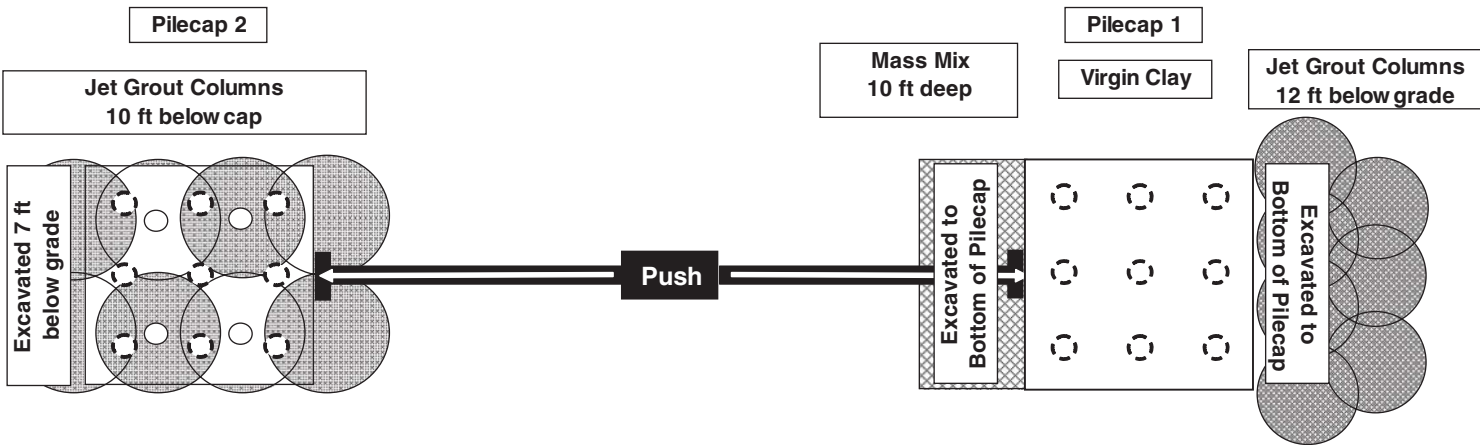 Pilecap 2
Jet Grout Columns
10 ft below cap
Excavated 7 ft
below grade
Push
Mass Mix
10 ft deep
Pilecap 1
Virgin Clay
Jet Grout Columns
12 ft below grade
Excavated to
Bottom of Pilecap
Excavated to
Bottom of Pilecap